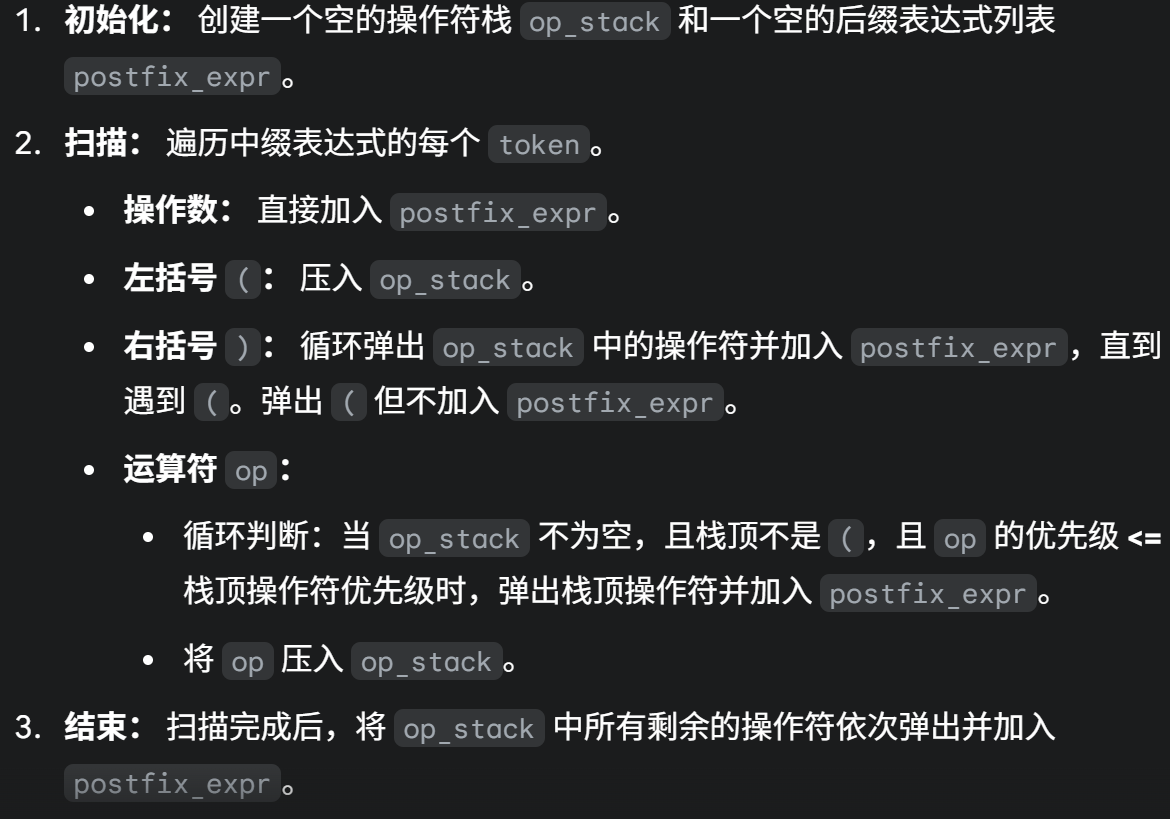 1. 初始化： 创建一个空的操作符栈 op_stack 和一个空的后缀表达式列表
postfix_expr。
2. 扫描： 遍历中缀表达式的每个 token。
• 操作数： 直接加入 postfix_expr。
• 左括号 (： 压入 op_stack。
• 右括号 )： 循环弹出 op_stack 中的操作符并加入 postfix_expr，直到
遇到 (。弹出 ( 但不加入 postfix_expr。
• 运算符 op：
• 循环判断：当 op_stack 不为空，且栈顶不是 (，且 op 的优先级 <=
栈顶操作符优先级时，弹出栈顶操作符并加入 postfix_expr。
• 将 op 压入 op_stack。
3. 结束： 扫描完成后，将 op_stack 中所有剩余的操作符依次弹出并加入
postfix_expr。